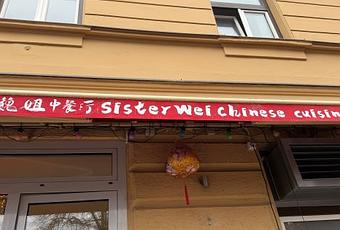 姐中餐厅 sister Wei chinese cuisin